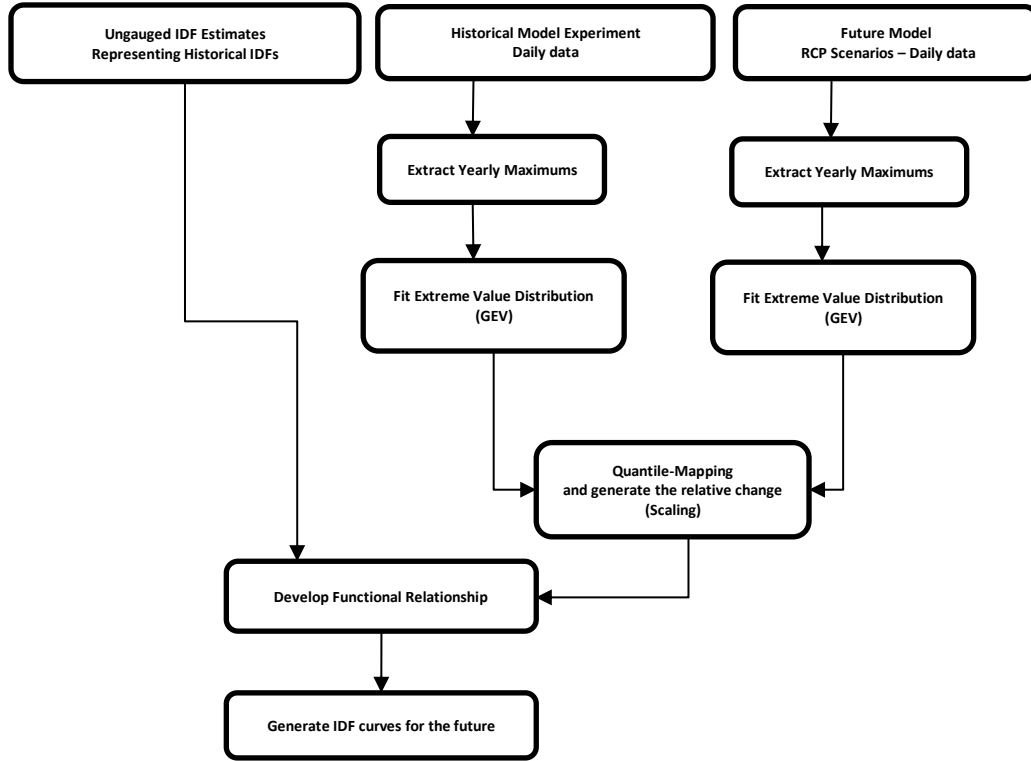 Ungauged IDF Estimates
Representing Historical IDFs
Historical Model Experiment
Daily data
Future Model
RCP Scenarios – Daily data
Extract Yearly Maximums
Extract Yearly Maximums
Fit Extreme Value Distribution
(GEV)
Fit Extreme Value Distribution
(GEV)
Quantile-Mapping
and generate the relative change
(Scaling)
Develop Functional Relationship
Generate IDF curves for the future